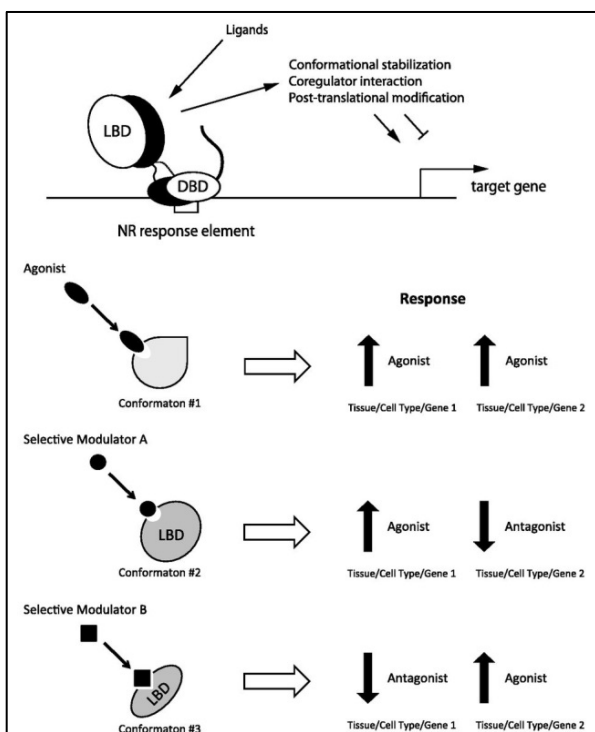 Ligands
Conformational stabilization
Coregulator interaction
Post-translational modification
LBD
DBD
target gene
NR response element
Agonist
Response
Agonist
Agonist
Conformaton #1
Tissue/Cell Type/Gene 1
Tissue/Cell Type/Gene 2
Selective Modulator A
LBD
Agonist
Antagonist
Conformaton #2
Tissue/Cell Type/Gene 1
Tissue/Cell Type/Gene 2
Selective Modulator B
LBD
Antagonist
Agonist
Conformaton #3
Tissue/Cell Type/Gene 1
Tissue/Cell Type/Gene 2